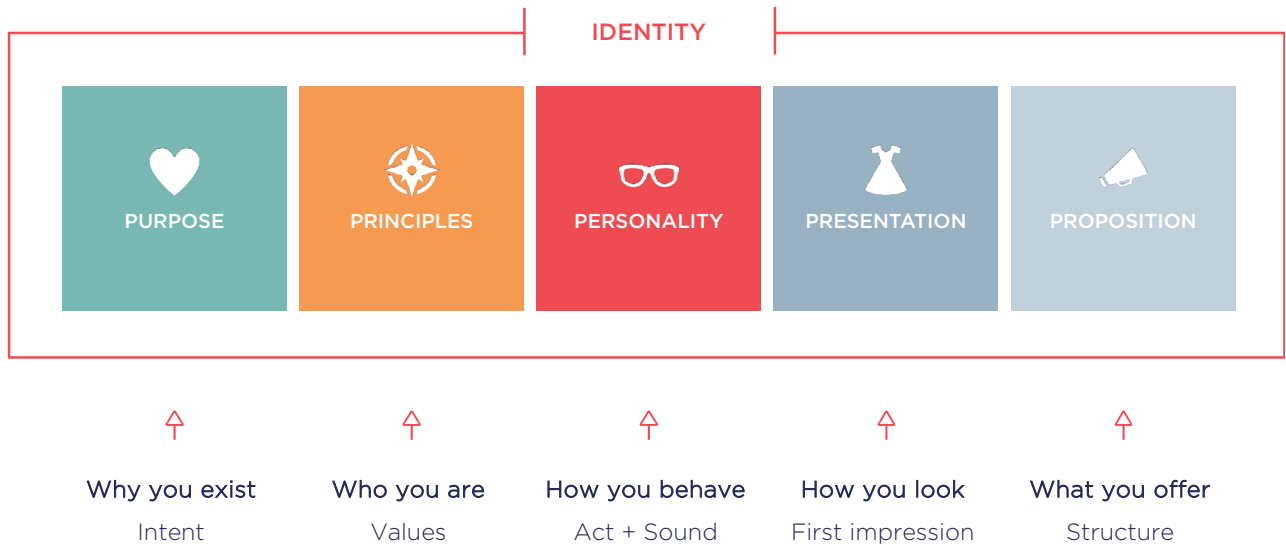 IDENTITY
PURPOSE
PRINCIPLES
PERSONALITY
PRESENTATION
PROPOSITION
Why you exist
Intent
Who you are
Values
How you behave
Act + Sound
How you look
First impression
What you offer
Structure